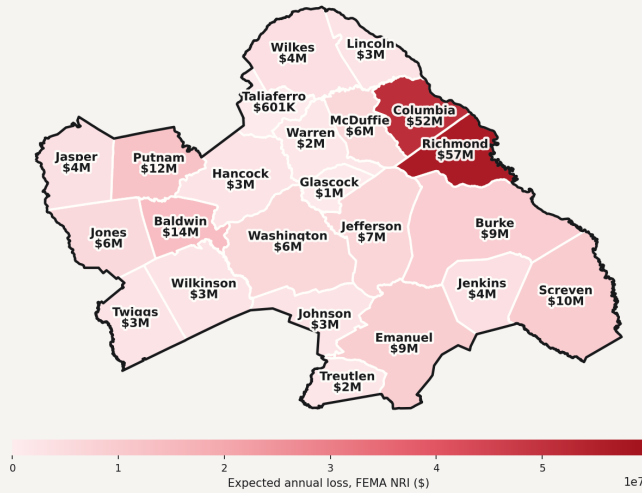 Wilkes
$4M
Lincoln
$3M
Taliaferro
$601K
Columbia
$52M
McDuffie
$6M
Warren
$2M
Richmond
$57M
Jasper
$4M
Putnam
$12M
Hancock
$3M
Glascock
$1M
Jones
$6M
Baldwin
$14M
Washington
$6M
Jefferson
$7M
Burke
$9M
Wilkinson
$3M
Jenkins
$4M
Screven
$10M
Twiggs
$3M
Johnson
$3M
Emanuel
$9M
Treutlen
$2M
0 1 2 3 4 5
1e7
Expected annual loss, FEMA NRI ($)